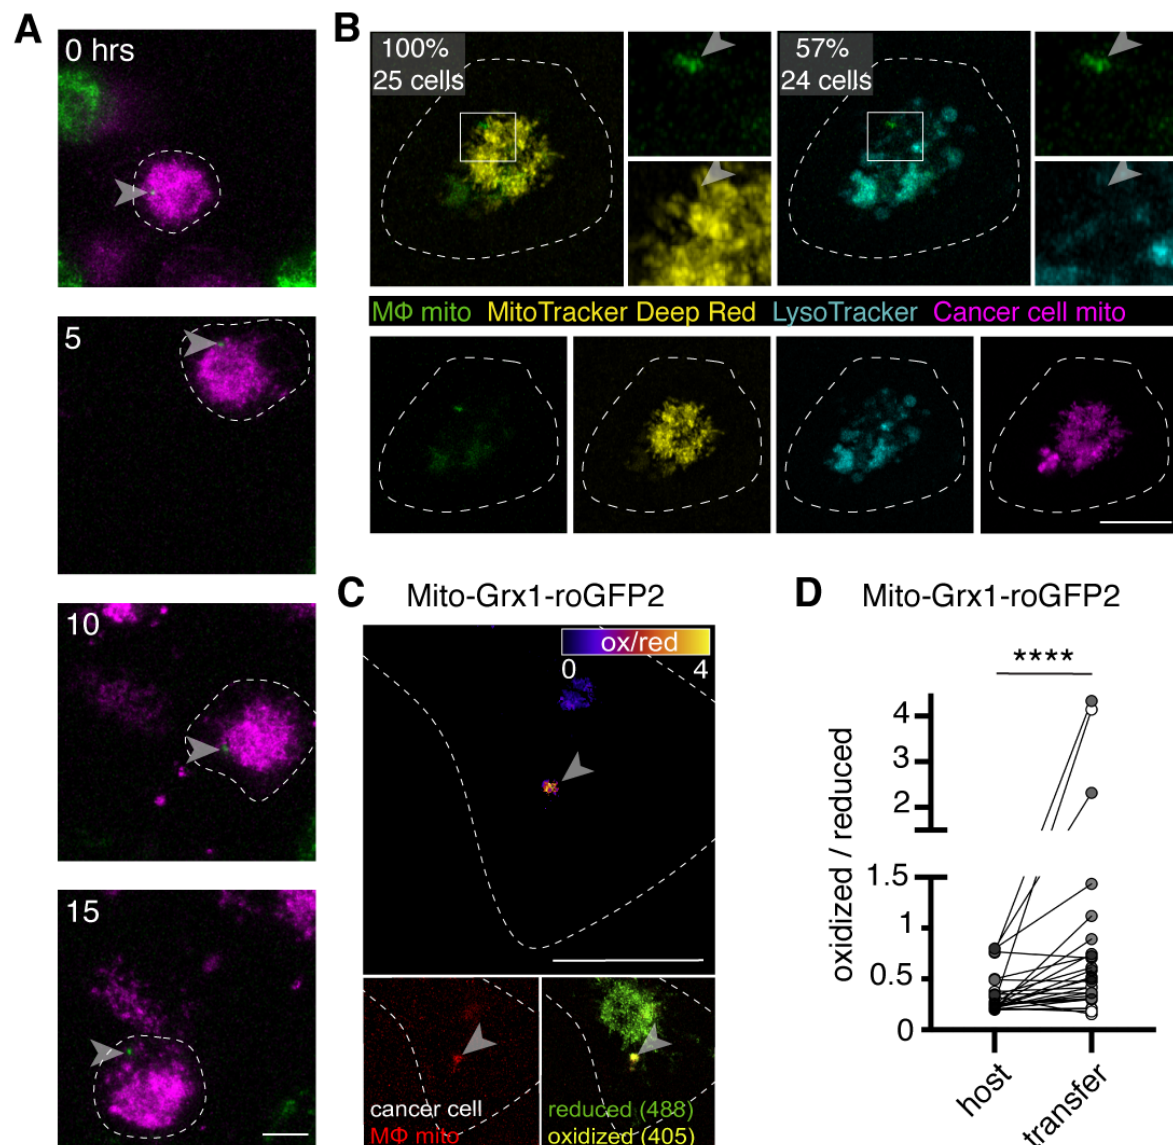 A
0 hrs
5
10
15
B
100%
25 cells
57%
24 cells
MΦ mito MitoTracker Deep Red LysoTracker Cancer cell mito
C Mito-Grx1-roGFP2
ox/red
0 4
cancer cell
MΦ mito
reduced (488)
oxidized (405)
D Mito-Grx1-roGFP2
****
oxidized / reduced
4
3
2
1.5
1
0.5
0
host
transfer